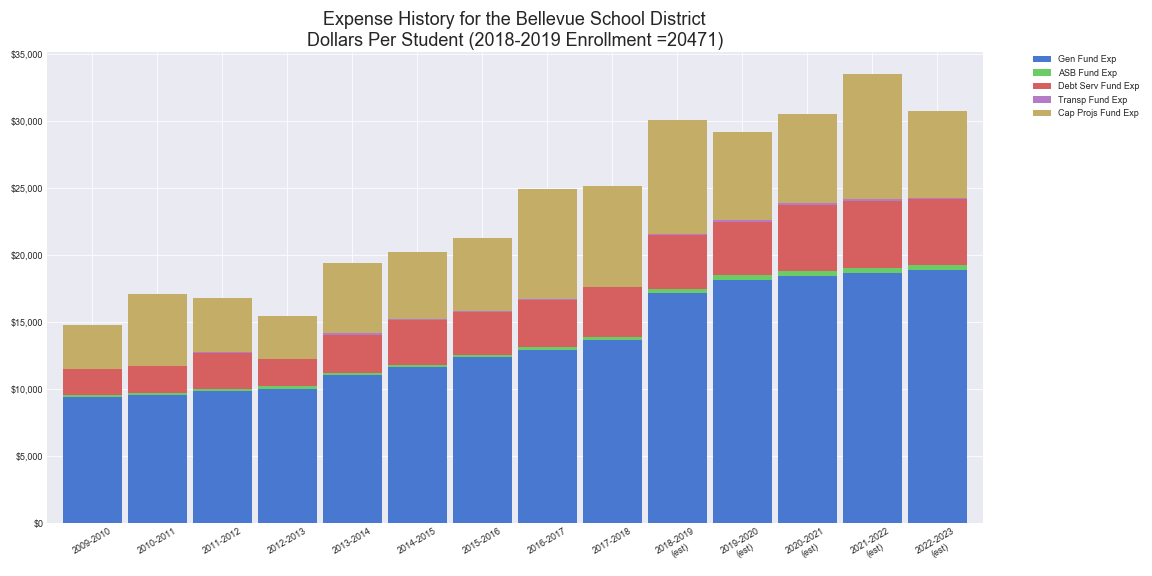 Expense History for the Bellevue School District
Dollars Per Student (2018-2019 Enrollment =20471)
$35,000
$30,000
$25,000
$20,000
$15,000
$10,000
$5,000
$0
Gen Fund Exp
ASB Fund Exp
Debt Serv Fund Exp
Transp Fund Exp
Cap Projs Fund Exp
2009-2010
2010-2011
2011-2012
2012-2013
2013-2014
2014-2015
2015-2016
2016-2017
2017-2018
2018-2019
(est)
2019-2020
(est)
2020-2021
(est)
2021-2022
(est)
2022-2023
(est)